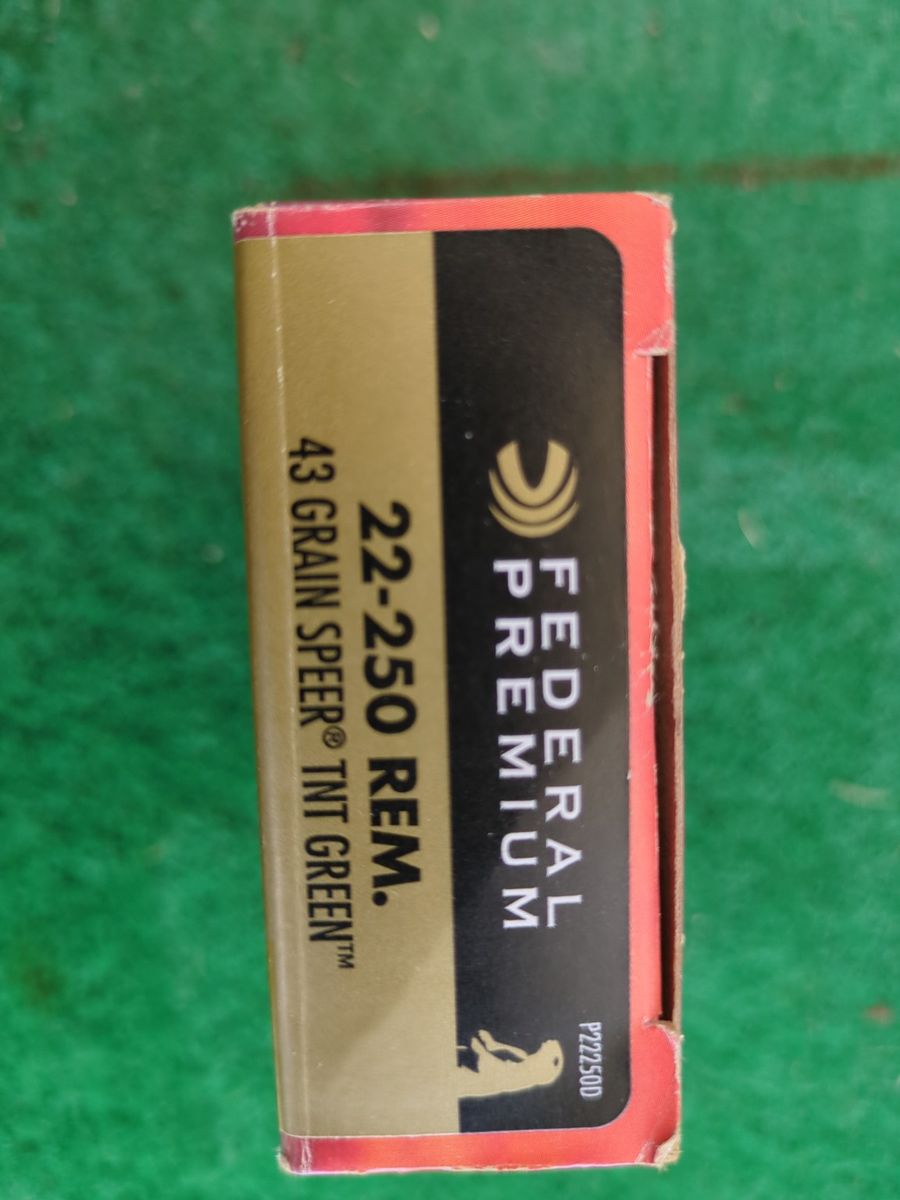 FEDERAL
PREMIUM
P22250D
22-250 REM.
43 GRAIN SPEER® TNT GREEN™